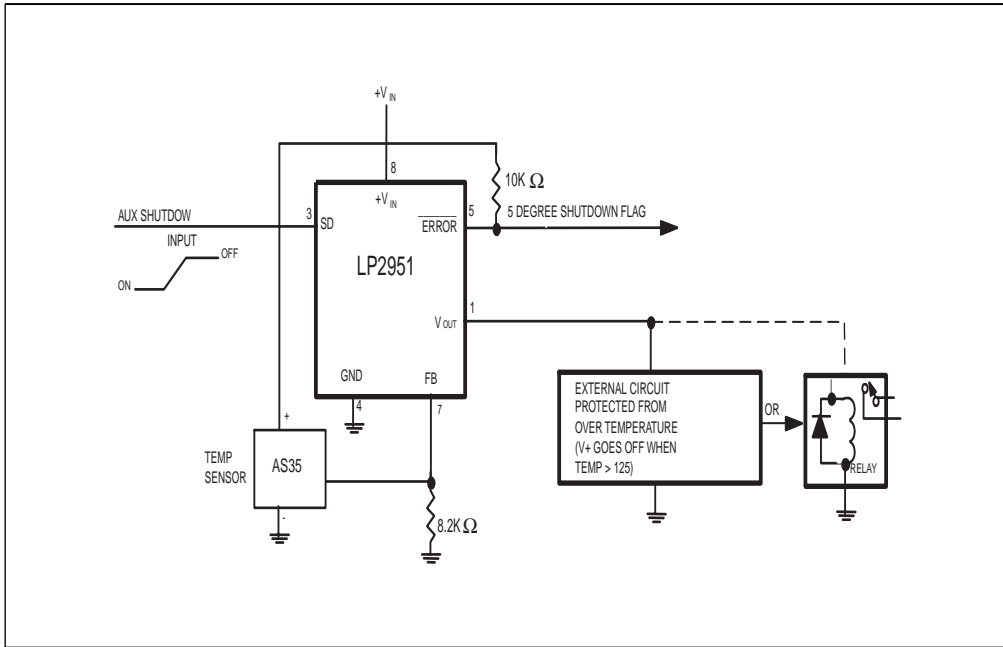 +V IN
8
+V IN
10K Ω
AUX SHUTDOW
3
SD
5
ERROR
5 DEGREE SHUTDOWN FLAG
INPUT
OFF
ON
LP2951
1
V OUT
GND
FB
4
7
EXTERNAL CIRCUIT
PROTECTED FROM
OVER TEMPERATURE
(V+ GOES OFF WHEN
TEMP > 125)
OR
RELAY
+
TEMP
SENSOR
AS35
-
8.2K Ω